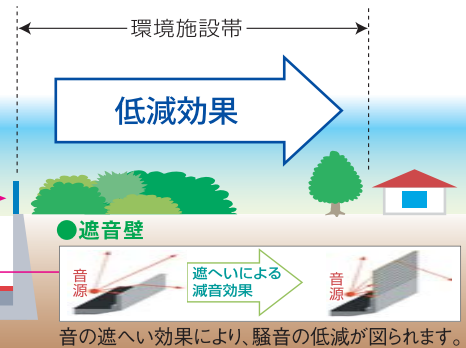 環境施設帯
低減効果
●遮音壁
音源
遮へいによる
減音効果
音源
音の遮へい効果により、騒音の低減が図られます。